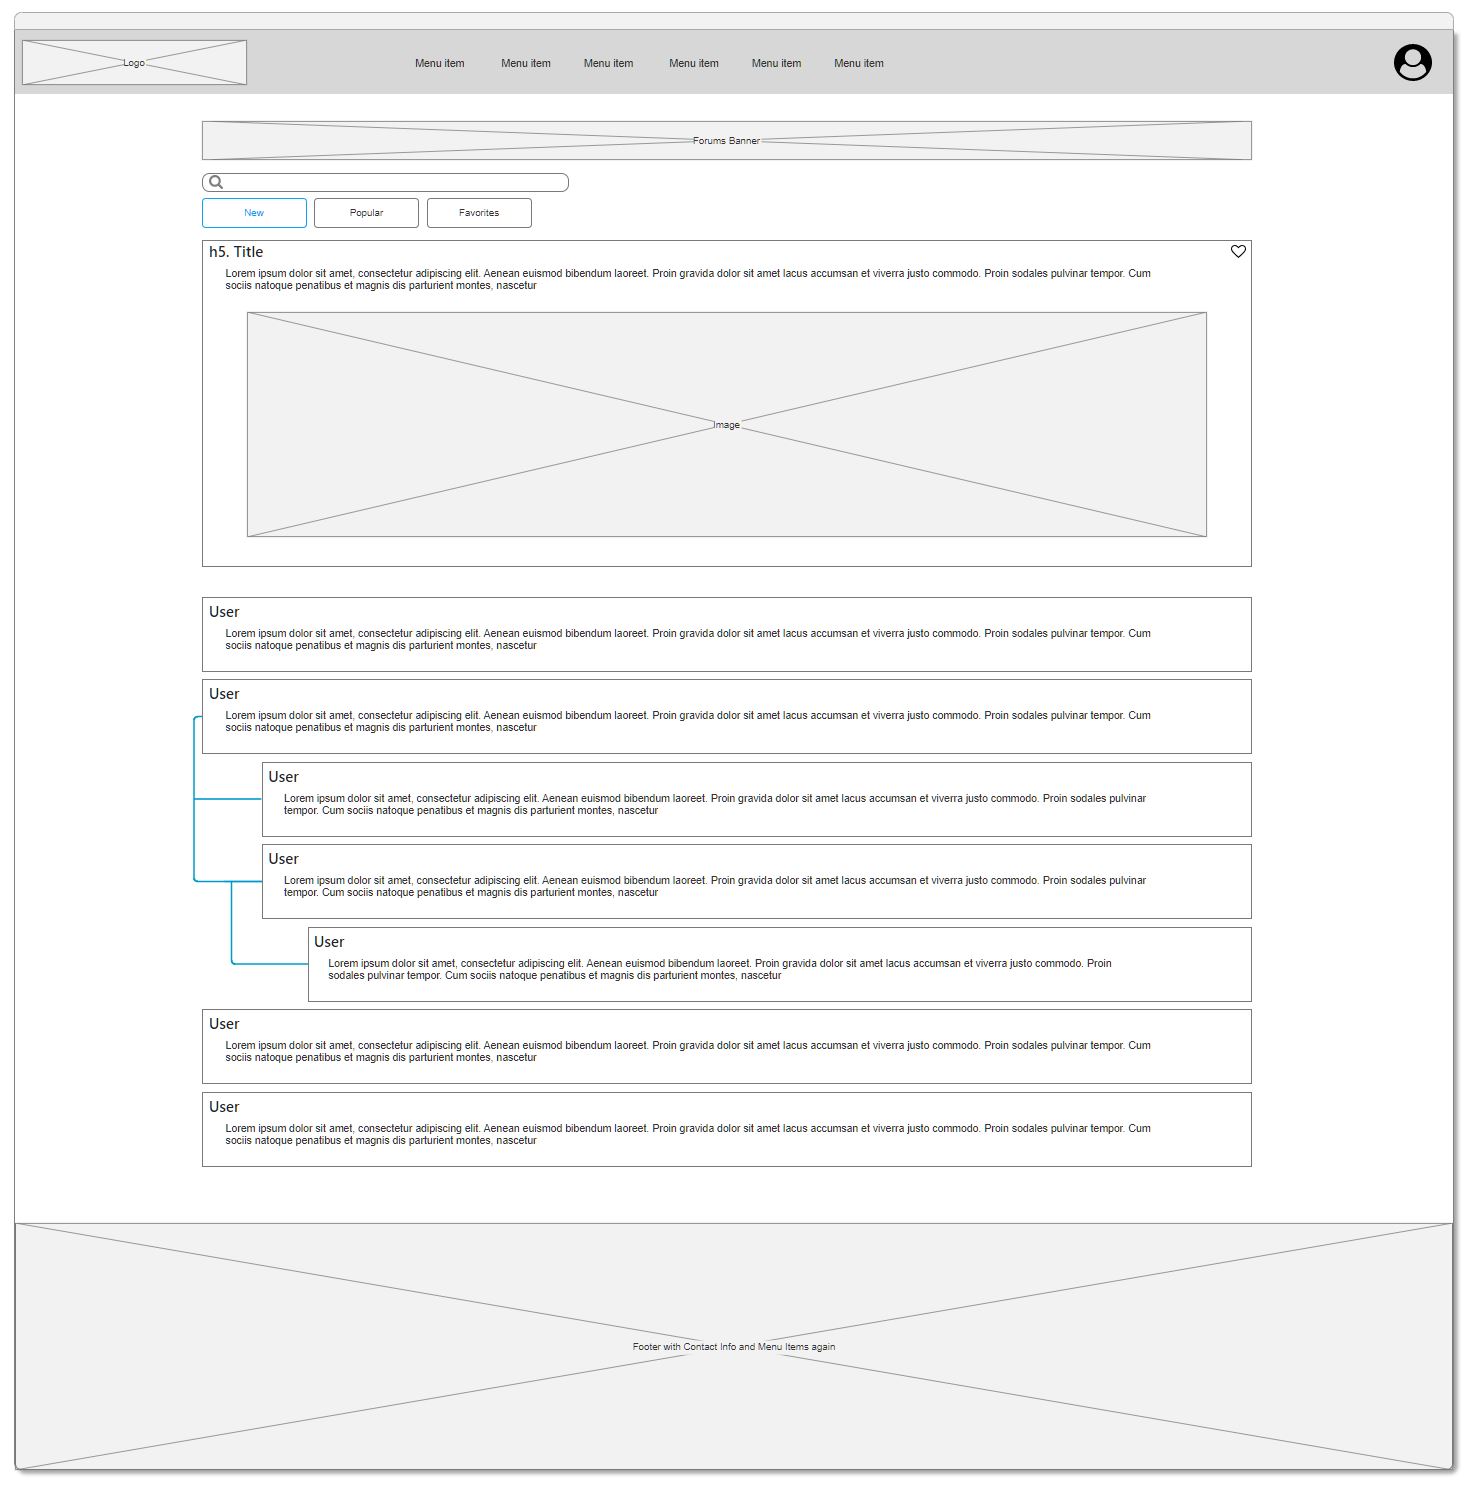 Logo
Menu item
Menu item
Menu item
Menu item
Menu item
Menu item
Forums Banner
New
Popular
Favorites
h5. Title
Lorem ipsum dolor sit amet, consectetur adipiscing elit. Aenean euismod bibendum laoreet. Proin gravida dolor sit amet lacus accumsan et viverra justo commodo. Proin sodales pulvinar tempor. Cum
sociis natoque penatibus et magnis dis parturient montes, nascetur
Image
User
Lorem ipsum dolor sit amet, consectetur adipiscing elit. Aenean euismod bibendum laoreet. Proin gravida dolor sit amet lacus accumsan et viverra justo commodo. Proin sodales pulvinar tempor. Cum
sociis natoque penatibus et magnis dis parturient montes, nascetur
User
Lorem ipsum dolor sit amet, consectetur adipiscing elit. Aenean euismod bibendum laoreet. Proin gravida dolor sit amet lacus accumsan et viverra justo commodo. Proin sodales pulvinar tempor. Cum
sociis natoque penatibus et magnis dis parturient montes, nascetur
User
Lorem ipsum dolor sit amet, consectetur adipiscing elit. Aenean euismod bibendum laoreet. Proin gravida dolor sit amet lacus accumsan et viverra justo commodo. Proin sodales pulvinar
tempor. Cum sociis natoque penatibus et magnis dis parturient montes, nascetur
User
Lorem ipsum dolor sit amet, consectetur adipiscing elit. Aenean euismod bibendum laoreet. Proin gravida dolor sit amet lacus accumsan et viverra justo commodo. Proin sodales pulvinar
tempor. Cum sociis natoque penatibus et magnis dis parturient montes, nascetur
User
Lorem ipsum dolor sit amet, consectetur adipiscing elit. Aenean euismod bibendum laoreet. Proin gravida dolor sit amet lacus accumsan et viverra justo commodo. Proin
sodales pulvinar tempor. Cum sociis natoque penatibus et magnis dis parturient montes, nascetur
User
Lorem ipsum dolor sit amet, consectetur adipiscing elit. Aenean euismod bibendum laoreet. Proin gravida dolor sit amet lacus accumsan et viverra justo commodo. Proin sodales pulvinar tempor. Cum
sociis natoque penatibus et magnis dis parturient montes, nascetur
User
Lorem ipsum dolor sit amet, consectetur adipiscing elit. Aenean euismod bibendum laoreet. Proin gravida dolor sit amet lacus accumsan et viverra justo commodo. Proin sodales pulvinar tempor. Cum
sociis natoque penatibus et magnis dis parturient montes, nascetur
Footer with Contact Info and Menu Items again